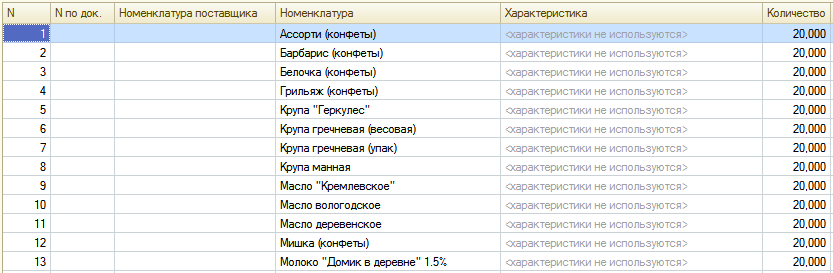 N N по док. Номенклатура поставщика Номенклатура Характеристика Количество
1 Ассорти (конфеты) <характеристики не используются> 20,000
2 Барбарис (конфеты) <характеристики не используются> 20,000
3 Белочка (конфеты) <характеристики не используются> 20,000
4 Грильяж (конфеты) <характеристики не используются> 20,000
5 Крупа "Геркулес" <характеристики не используются> 20,000
6 Крупа гречневая (весовая) <характеристики не используются> 20,000
7 Крупа гречневая (упак) <характеристики не используются> 20,000
8 Крупа манная <характеристики не используются> 20,000
9 Масло "Кремлевское" <характеристики не используются> 20,000
10 Масло вологодское <характеристики не используются> 20,000
11 Масло деревенское <характеристики не используются> 20,000
12 Мишка (конфеты) <характеристики не используются> 20,000
13 Молоко "Домик в деревне" 1.5% <характеристики не используются> 20,000